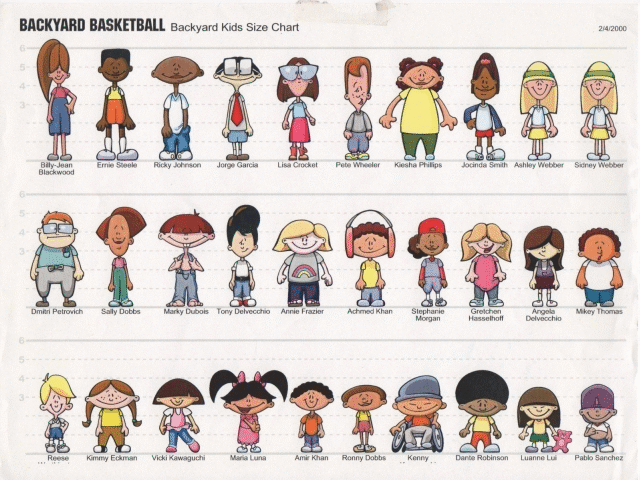 BACKYARD BASKETBALL Backyard Kids Size Chart 2/4/2000
6
5
4
3
Billy-Jean
Blackwood
Ernie Steele
Ricky Johnson
Jorge Garcia
Lisa Crocket
Pete Wheeler
Kiesha Phillips
Jocinda Smith
Ashley Webber
Sidney Webber
6
5
4
3
Dmitri Petrovich
Sally Dobbs
Marky Dubois
Tony Delvecchio
Annie Frazier
Achmed Khan
Stephanie
Morgan
Gretchen
Hasselhoff
Angela
Delvecchio
Mikey Thomas
6
5
4
3
Reese
Kimmy Eckman
Vicki Kawaguchi
Maria Luna
Amir Khan
Ronny Dobbs
Kenny
Dante Robinson
Luanne Lui
Pablo Sanchez